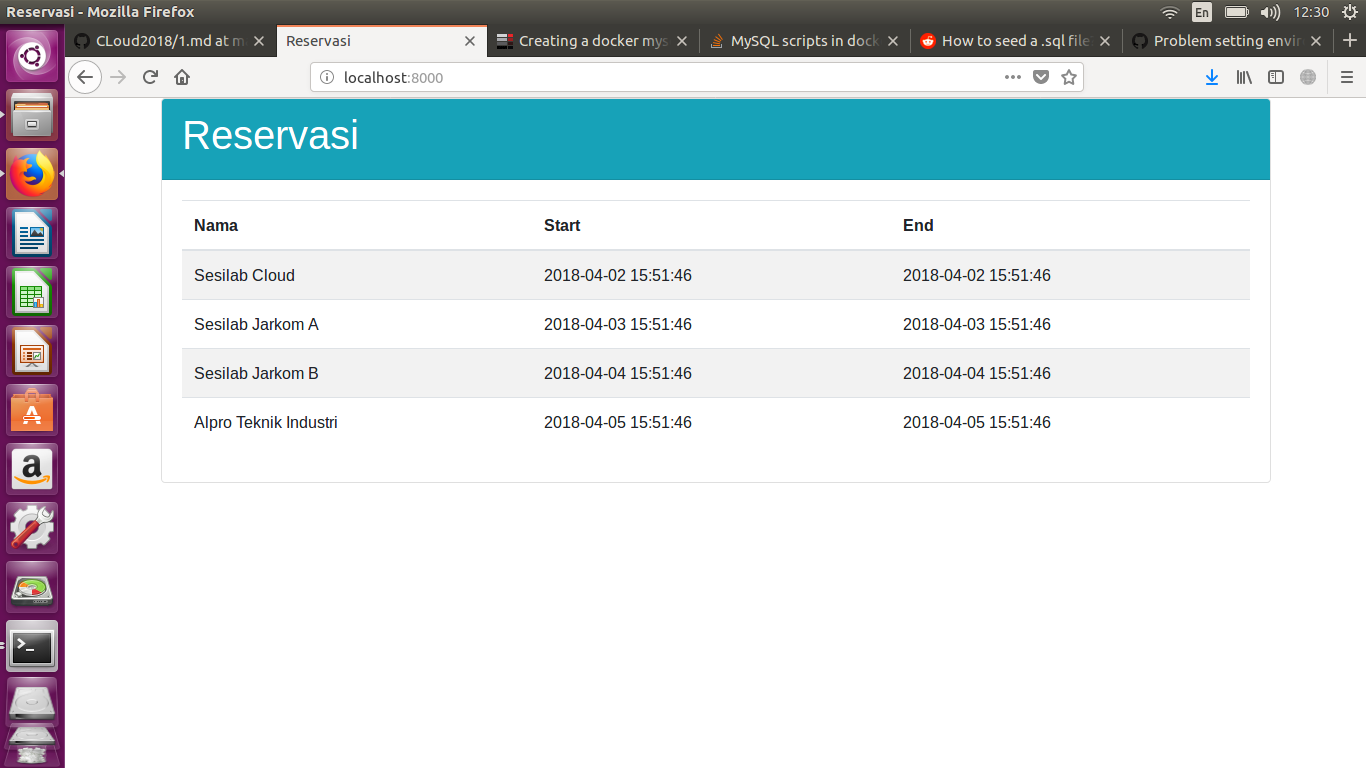 Reservasi - Mozilla Firefox
En
12:30
CLoud2018/1.md at m
Reservasi
Creating a docker mys
MySQL scripts in dock
How to seed a .sql file
Problem setting envir
localhost:8000
Reservasi
Nama Start End
Sesilab Cloud 2018-04-02 15:51:46 2018-04-02 15:51:46
Sesilab Jarkom A 2018-04-03 15:51:46 2018-04-03 15:51:46
Sesilab Jarkom B 2018-04-04 15:51:46 2018-04-04 15:51:46
Alpro Teknik Industri 2018-04-05 15:51:46 2018-04-05 15:51:46